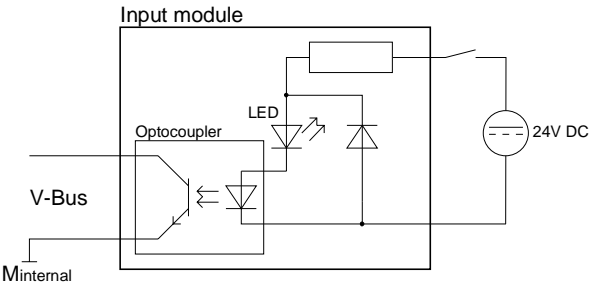 Input module
LED
Optocoupler
24V DC
V-Bus
Minternal